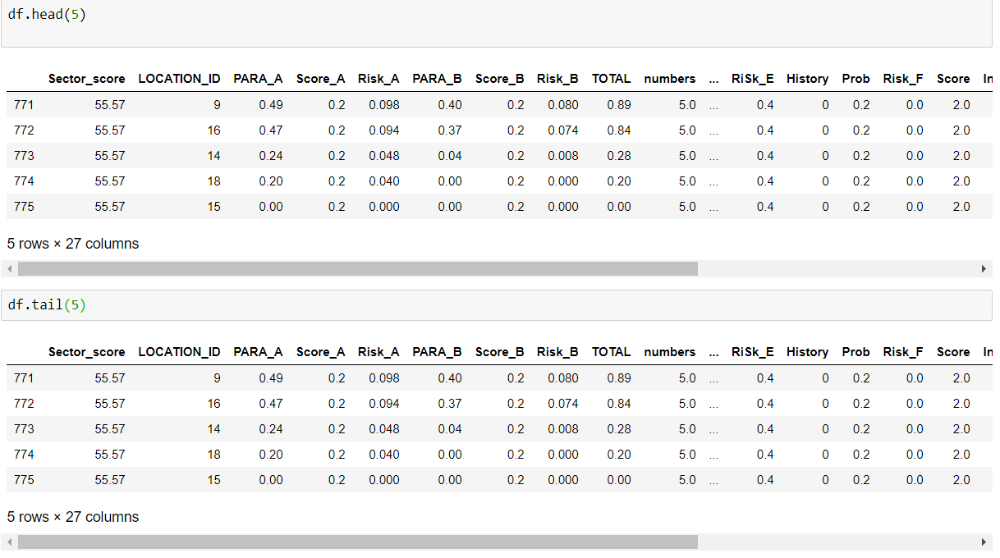 df.head(5)
Sector_score LOCATION_ID PARA_A Score_A Risk_A PARA_B Score_B Risk_B TOTAL numbers ... RiSk_E History Prob Risk_F Score In
771 55.57 9 0.49 0.2 0.098 0.40 0.2 0.080 0.89 5.0 ... 0.4 0 0.2 0.0 2.0
772 55.57 16 0.47 0.2 0.094 0.37 0.2 0.074 0.84 5.0 ... 0.4 0 0.2 0.0 2.0
773 55.57 14 0.24 0.2 0.048 0.04 0.2 0.008 0.28 5.0 ... 0.4 0 0.2 0.0 2.0
774 55.57 18 0.20 0.2 0.040 0.00 0.2 0.000 0.20 5.0 ... 0.4 0 0.2 0.0 2.0
775 55.57 15 0.00 0.2 0.000 0.00 0.2 0.000 0.00 5.0 ... 0.4 0 0.2 0.0 2.0
5 rows × 27 columns
df.tail(5)
Sector_score LOCATION_ID PARA_A Score_A Risk_A PARA_B Score_B Risk_B TOTAL numbers ... RiSk_E History Prob Risk_F Score In
771 55.57 9 0.49 0.2 0.098 0.40 0.2 0.080 0.89 5.0 ... 0.4 0 0.2 0.0 2.0
772 55.57 16 0.47 0.2 0.094 0.37 0.2 0.074 0.84 5.0 ... 0.4 0 0.2 0.0 2.0
773 55.57 14 0.24 0.2 0.048 0.04 0.2 0.008 0.28 5.0 ... 0.4 0 0.2 0.0 2.0
774 55.57 18 0.20 0.2 0.040 0.00 0.2 0.000 0.20 5.0 ... 0.4 0 0.2 0.0 2.0
775 55.57 15 0.00 0.2 0.000 0.00 0.2 0.000 0.00 5.0 ... 0.4 0 0.2 0.0 2.0
5 rows × 27 columns